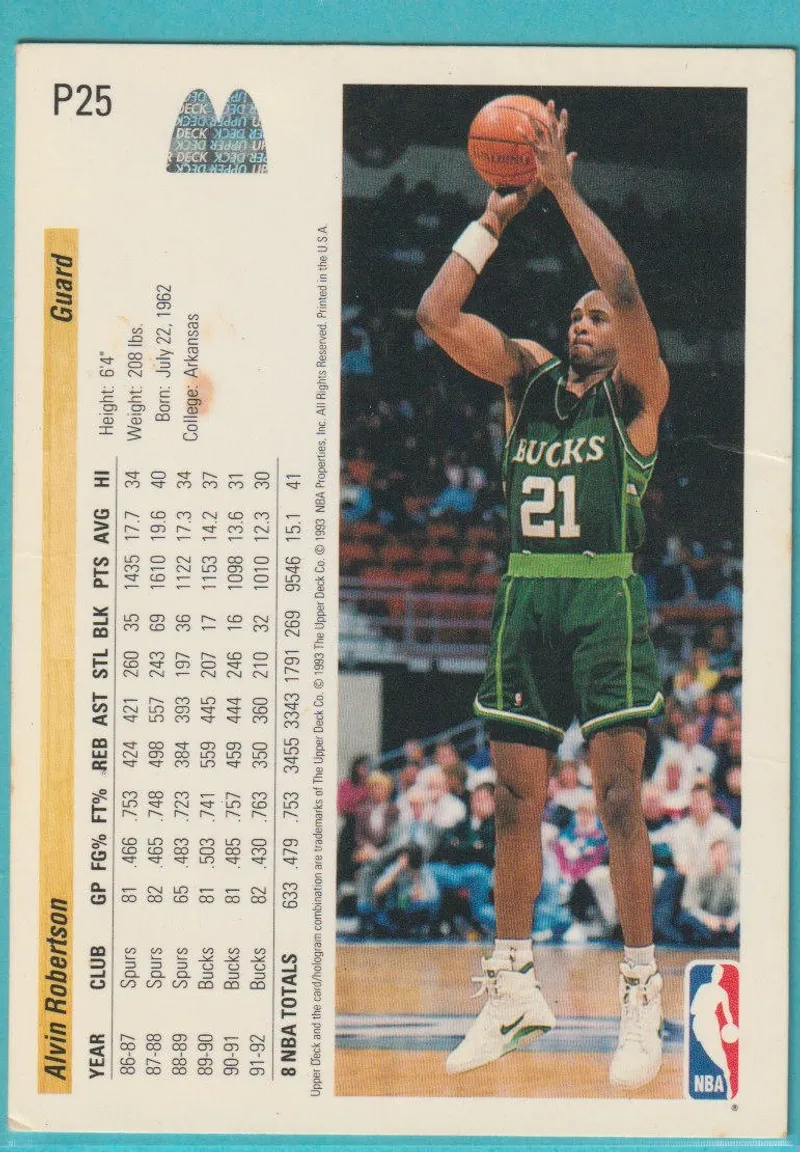 P25
UPPER DECK
Alvin Robertson Guard
Height: 6'4"
Weight: 208 lbs.
Born: July 22, 1962
College: Arkansas
YEAR CLUB GP FG% FT% REB AST STL BLK PTS AVG HI
86-87 Spurs 81 .466 .753 424 421 260 35 1435 17.7 34
87-88 Spurs 82 .465 .748 498 557 243 69 1610 19.6 40
88-89 Spurs 65 .483 .723 384 393 197 36 1122 17.3 34
89-90 Bucks 81 .503 .741 559 445 207 17 1153 14.2 37
90-91 Bucks 81 .485 .757 459 444 246 16 1098 13.6 31
91-92 Bucks 82 .430 .763 350 360 210 32 1010 12.3 30
8 NBA TOTALS 633 .479 .753 3455 3343 1791 269 9546 15.1 41
Upper Deck and the card/hologram combination are trademarks of The Upper Deck Co. © 1993 The Upper Deck Co. © 1993 NBA Properties, Inc. All Rights Reserved. Printed in the U.S.A.
SPALDING
BUCKS
21
NBA
®